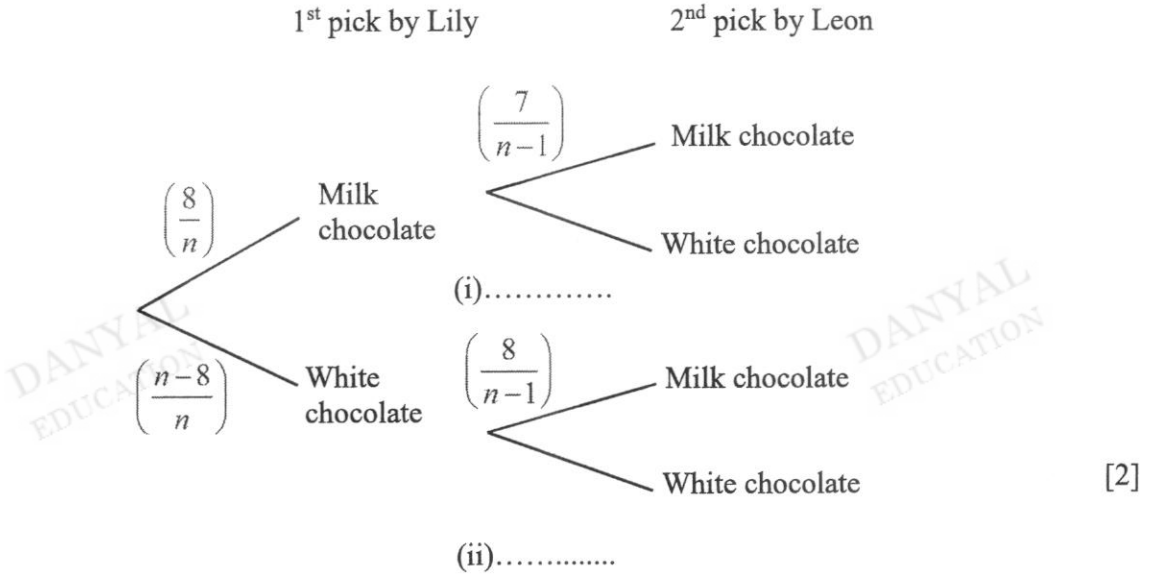 1st pick by Lily 2nd pick by Leon
(7/(n−1))
Milk chocolate
(8/n)
Milk
chocolate
White chocolate
(i).............
DANYAL
EDUCATION
DANYAL
EDUCATION
((n−8)/n)
White
chocolate
(8/(n−1))
Milk chocolate
White chocolate
[2]
(ii).............